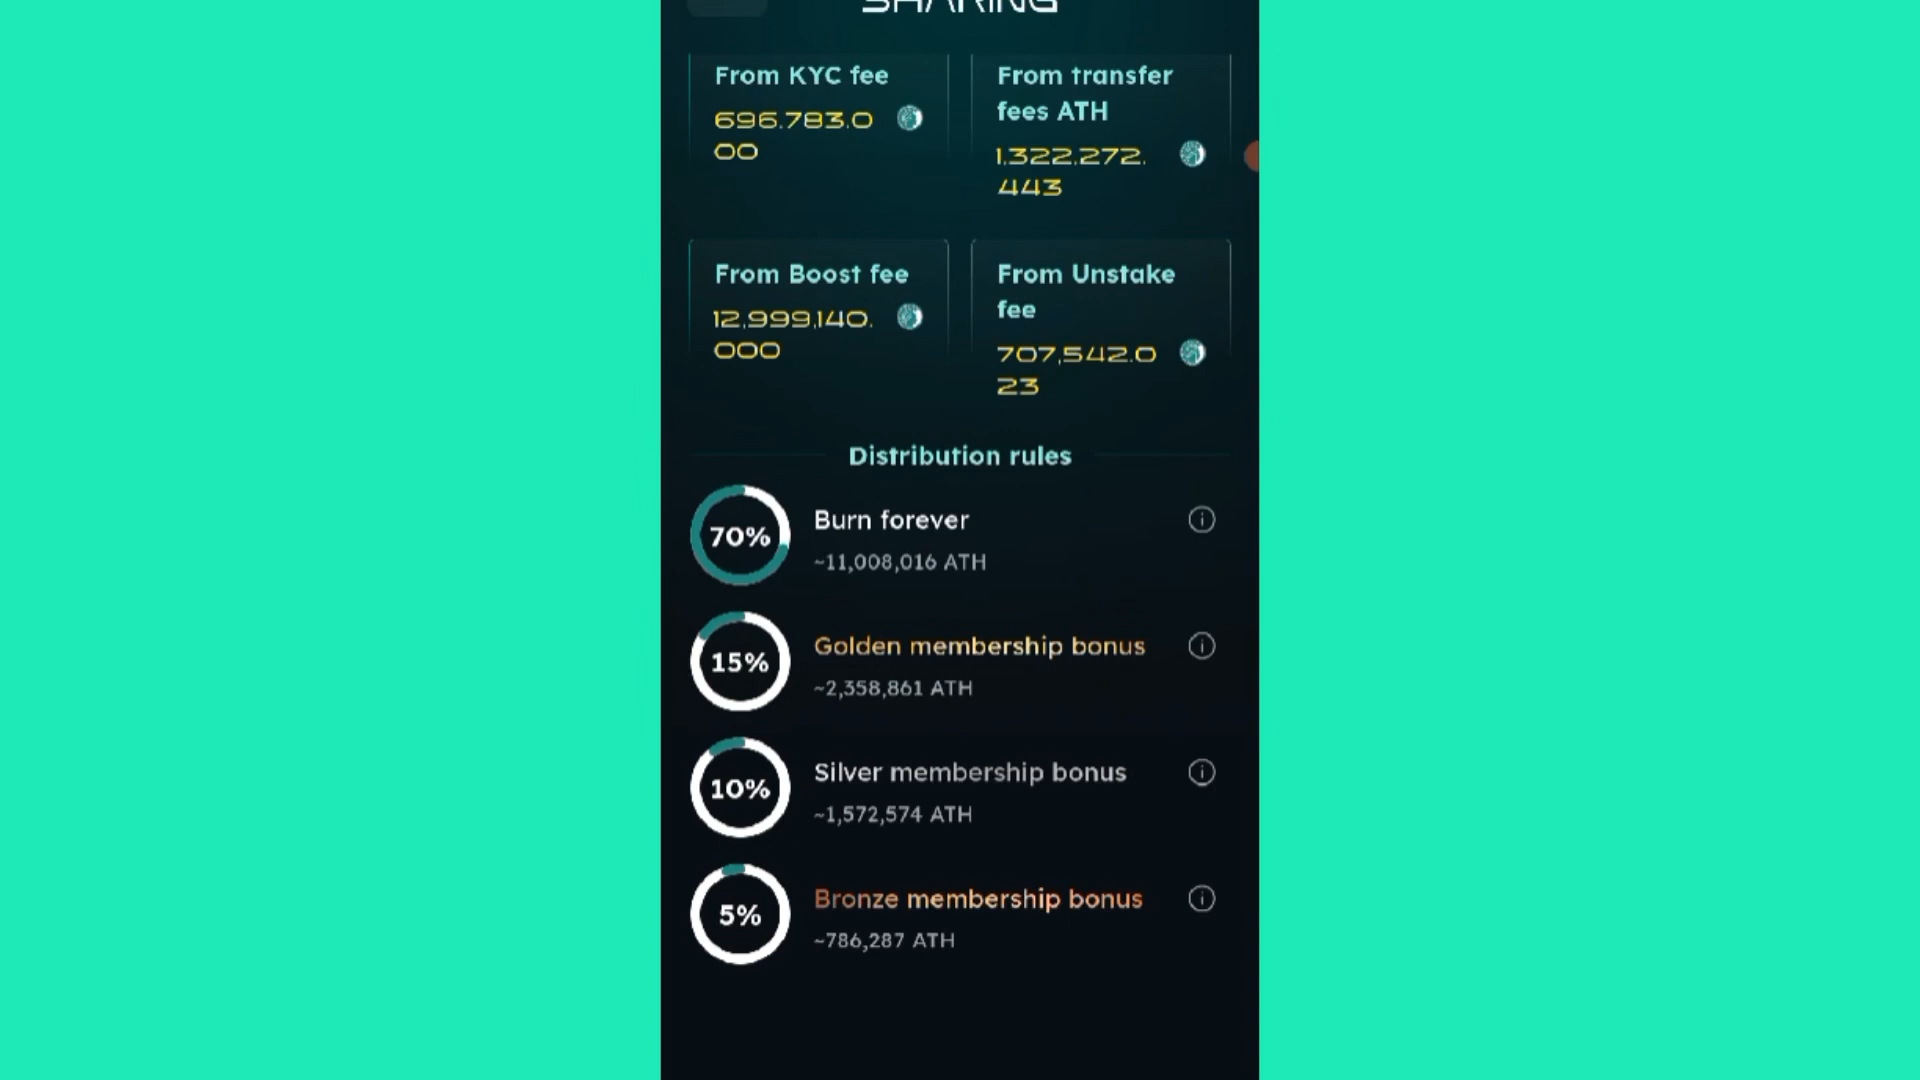 SHARING
From KYC fee
696.783.0
00
From transfer
fees ATH
1.322.272.
443
From Boost fee
12,999,140.
000
From Unstake
fee
707,542.0
23
Distribution rules
70%
Burn forever
~11,008,016 ATH
15%
Golden membership bonus
~2,358,861 ATH
10%
Silver membership bonus
~1,572,574 ATH
5%
Bronze membership bonus
~786,287 ATH